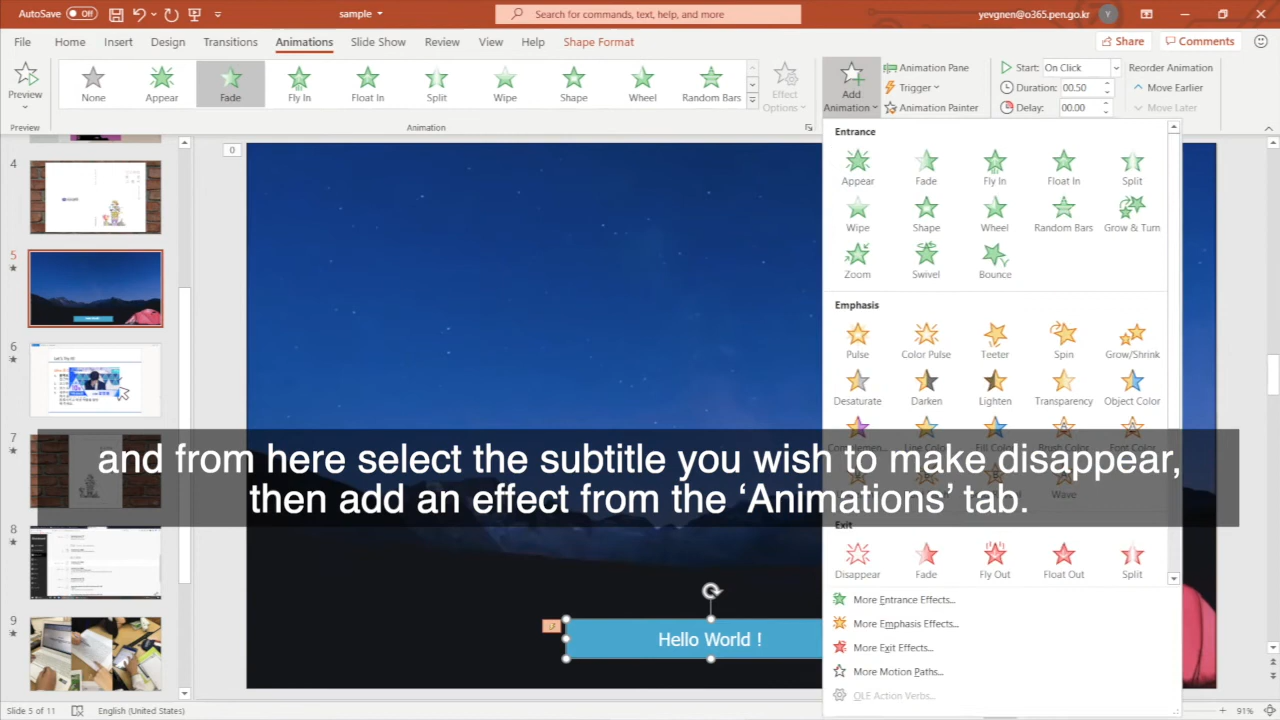 AutoSave Off sample Search for commands, text, help, and more yevgnen@o365.pen.go.kr Y
File Home Insert Design Transitions Animations Slide Show Review View Help Shape Format Share Comments
Preview None Appear Fade Fly In Float In Split Wipe Shape Wheel Random Bars Effect Options
Add Animation Animation Pane Trigger Animation Painter
Start: On Click
Duration: 00.50
Delay: 00.00
Reorder Animation
Move Earlier
Move Later
Preview Animation
0
4
5
6
7
8
9
Entrance
Appear Fade Fly In Float In Split
Wipe Shape Wheel Random Bars Grow & Turn
Zoom Swivel Bounce
Emphasis
Pulse Color Pulse Teeter Spin Grow/Shrink
Desaturate Darken Lighten Transparency Object Color
and from here select the subtitle you wish to make disappear,
then add an effect from the ‘Animations’ tab.
Wave
Exit
Disappear Fade Fly Out Float Out Split
More Entrance Effects...
More Emphasis Effects...
More Exit Effects...
More Motion Paths...
OLE Action Verbs...
Hello World !
Slide 5 of 11 English (United States) 91%